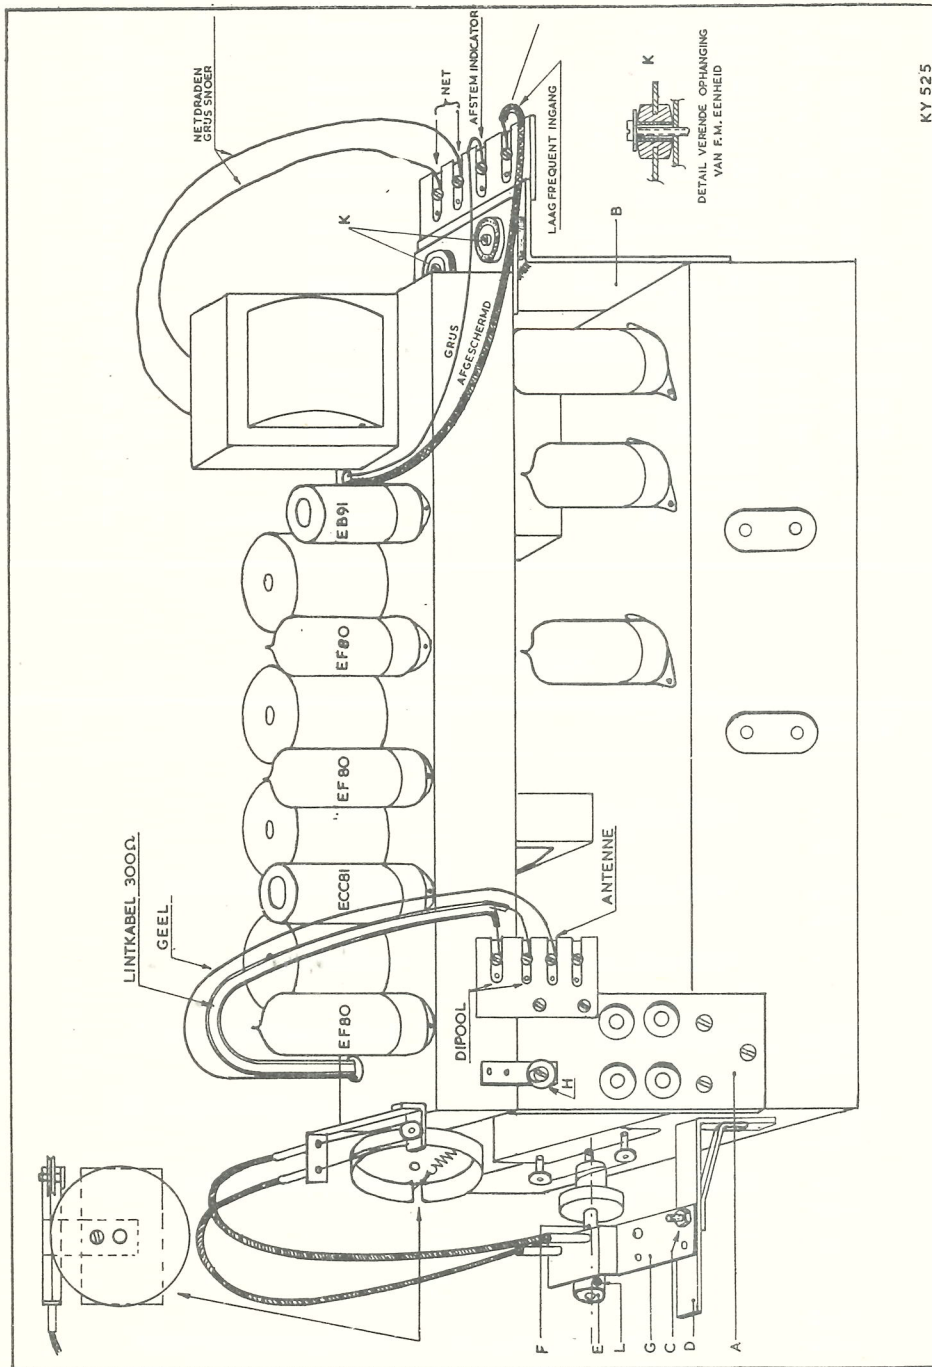 LINTKABEL 300Ω
GEEL
EF80
ECC81
EF80
EF80
EB91
NETDRADEN
GRIJS SNOER
K
NET
AFSTEM INDICATOR
LAAG FREQUENT INGANG
GRIJS
AFGESCHERMD
DIPOOL
ANTENNE
H
B
F
E
L
G
C
D
A
K
DETAIL VERENDE OPHANGING
VAN F.M. EENHEID
KY 525